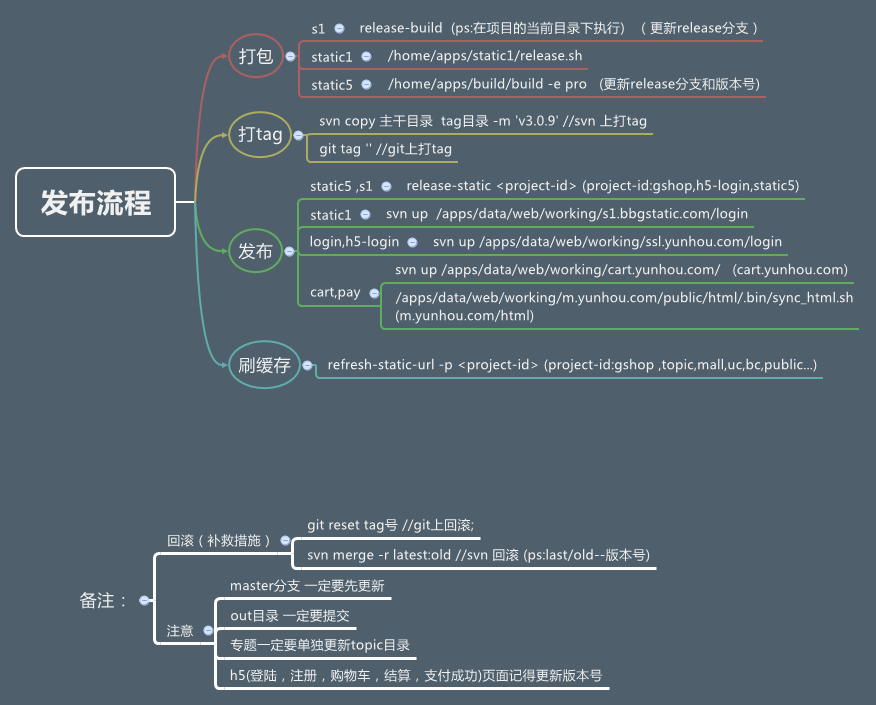 发布流程
打包
s1 release-build (ps:在项目的当前目录下执行) ( 更新release分支 )
static1 /home/apps/static1/release.sh
static5 /home/apps/build/build -e pro (更新release分支和版本号)
打tag
svn copy 主干目录 tag目录 -m 'v3.0.9' //svn 上打tag
git tag '' //git上打tag
发布
static5 ,s1 release-static <project-id> (project-id:gshop,h5-login,static5)
static1 svn up /apps/data/web/working/s1.bbgstatic.com/login
login,h5-login svn up /apps/data/web/working/ssl.yunhou.com/login
cart,pay
svn up /apps/data/web/working/cart.yunhou.com/ (cart.yunhou.com)
/apps/data/web/working/m.yunhou.com/public/html/.bin/sync_html.sh
(m.yunhou.com/html)
刷缓存
refresh-static-url -p <project-id> (project-id:gshop ,topic,mall,uc,bc,public...)
备注：
回滚（补救措施）
git reset tag号 //git上回滚;
svn merge -r latest:old //svn 回滚 (ps:last/old--版本号)
注意
master分支 一定要先更新
out目录 一定要提交
专题一定要单独更新topic目录
h5(登陆，注册，购物车，结算，支付成功)页面记得更新版本号